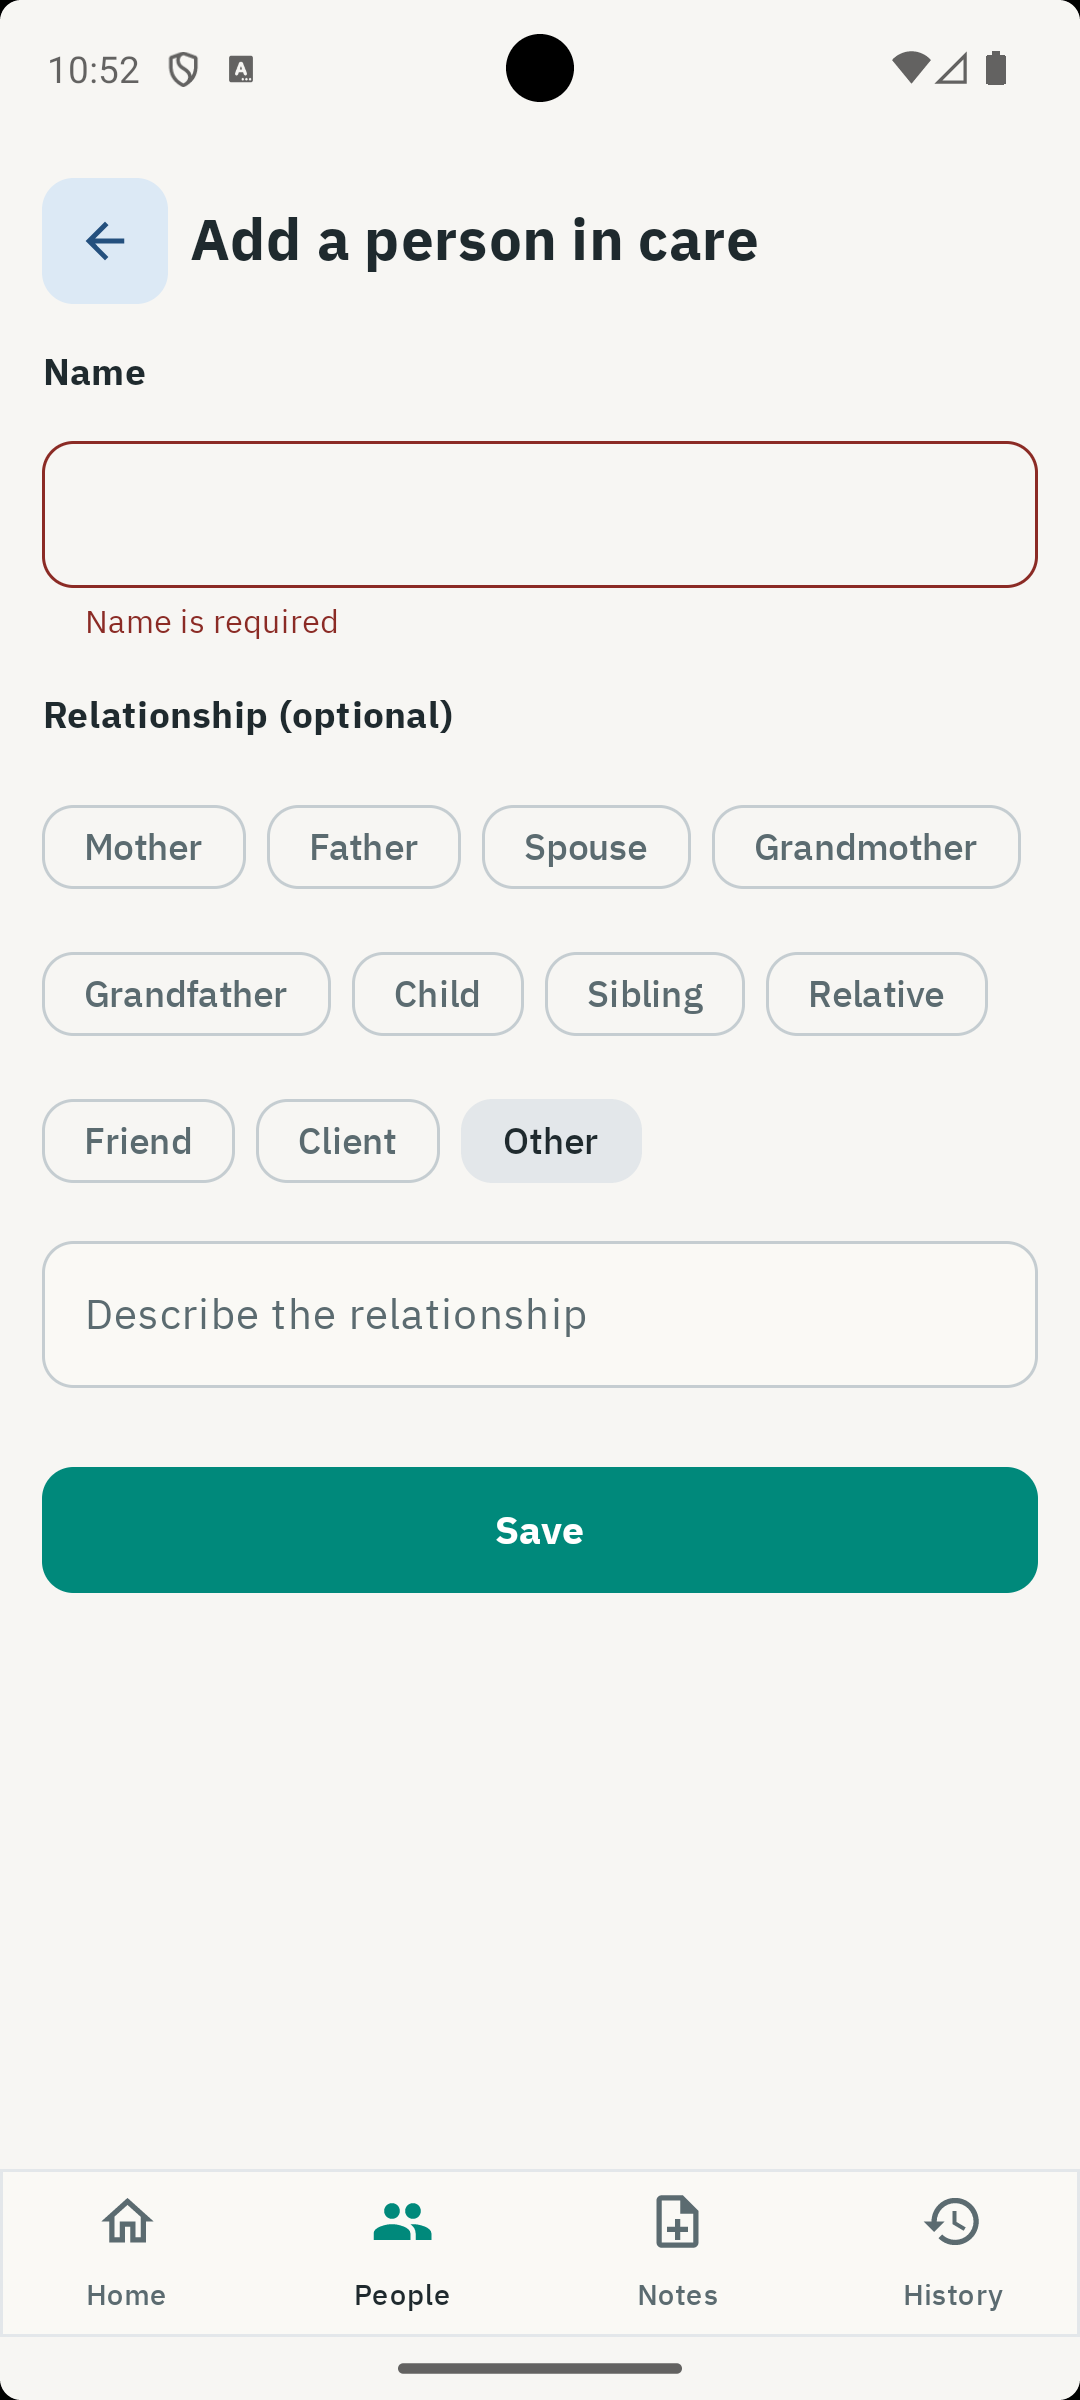 10:52
Add a person in care
Name
Name is required
Relationship (optional)
Mother Father Spouse Grandmother
Grandfather Child Sibling Relative
Friend Client Other
Describe the relationship
Save
Home People Notes History